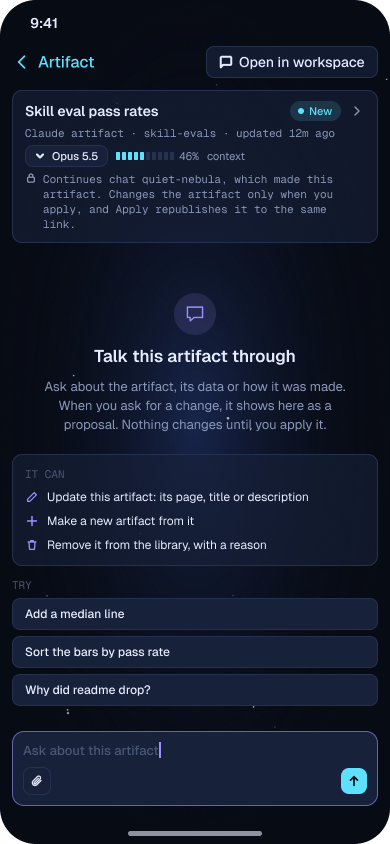 9:41
Artifact
Open in workspace
Skill eval pass rates
New
Claude artifact · skill-evals · updated 12m ago
Opus 5.5
46% context
Continues chat quiet-nebula, which made this
artifact. Changes the artifact only when you
apply, and Apply republishes it to the same
link.
Talk this artifact through
Ask about the artifact, its data or how it was made.
When you ask for a change, it shows here as a
proposal. Nothing changes until you apply it.
IT CAN
Update this artifact: its page, title or description
Make a new artifact from it
Remove it from the library, with a reason
TRY
Add a median line
Sort the bars by pass rate
Why did readme drop?
Ask about this artifact